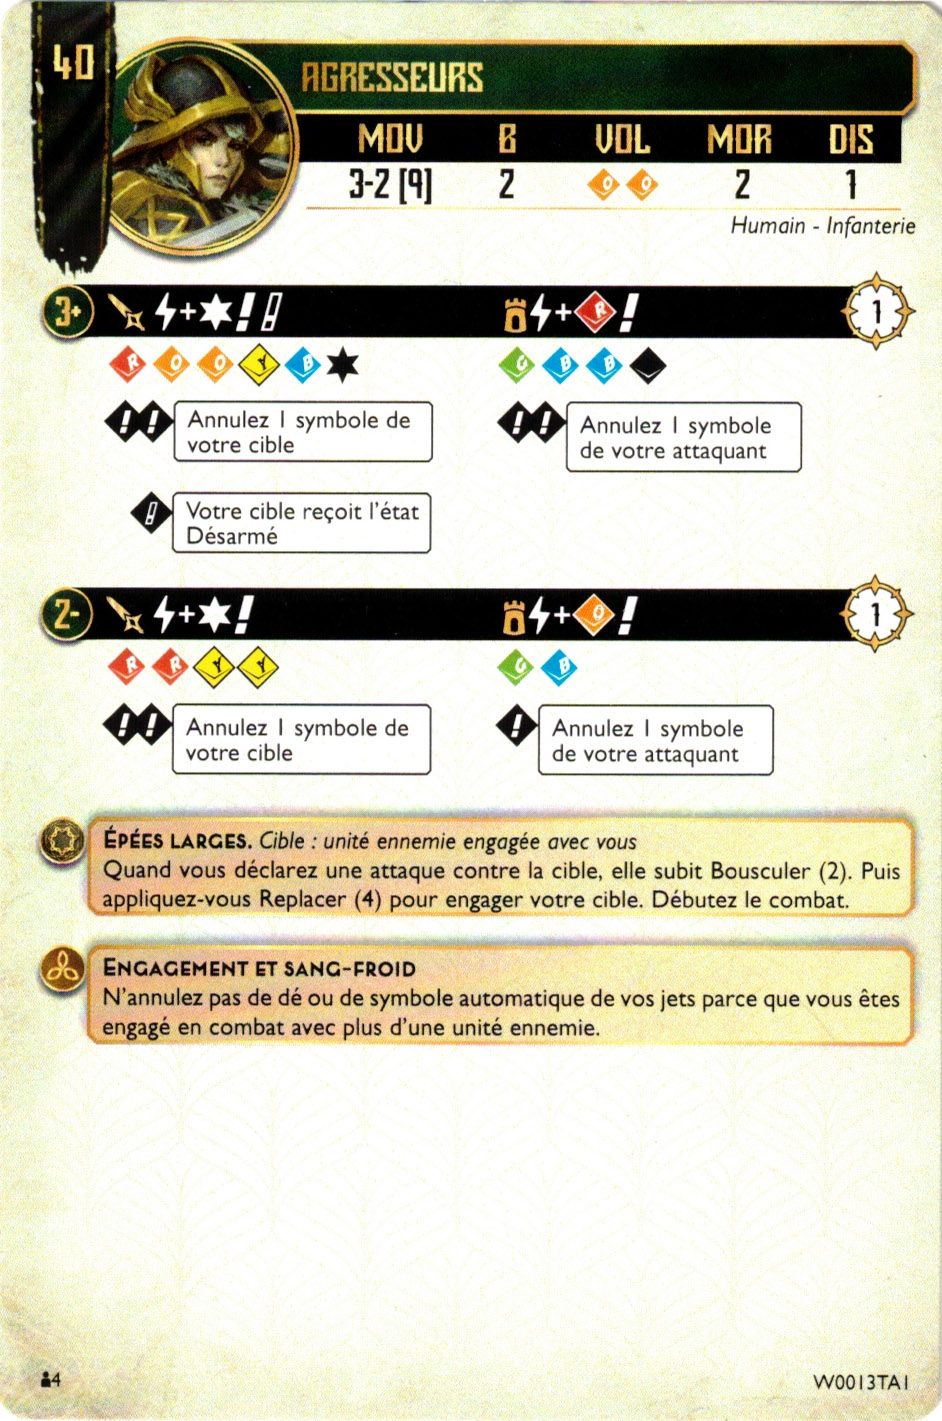 40
AGRESSEURS
MOV B VOL MOR DIS
3-2 [9] 2 O O 2 1
Humain - Infanterie
3+ ! ! R ! 1
R O O Y B G B B
! ! Annulez 1 symbole de
votre cible
! ! Annulez 1 symbole
de votre attaquant
! Votre cible reçoit l'état
Désarmé
2- ! O ! 1
R R Y Y G B
! ! Annulez 1 symbole de
votre cible
! Annulez 1 symbole
de votre attaquant
ÉPÉES LARGES. Cible : unité ennemie engagée avec vous
Quand vous déclarez une attaque contre la cible, elle subit Bousculer (2). Puis
appliquez-vous Replacer (4) pour engager votre cible. Débutez le combat.
ENGAGEMENT ET SANG-FROID
N'annulez pas de dé ou de symbole automatique de vos jets parce que vous êtes
engagé en combat avec plus d'une unité ennemie.
4
W0013TA1